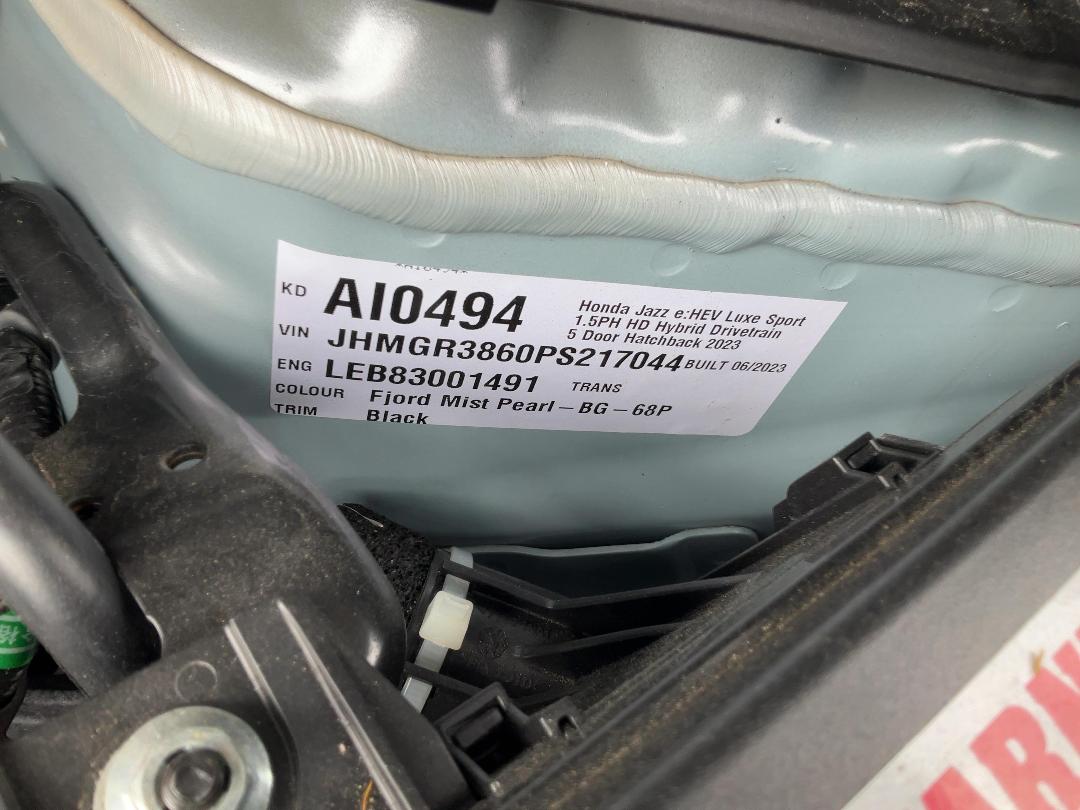 *AI0494*
KD AI0494
Honda Jazz e:HEV Luxe Sport
1.5PH HD Hybrid Drivetrain
5 Door Hatchback 2023
VIN JHMGR3860PS217044 BUILT 06/2023
ENG LEB83001491 TRANS
COLOUR Fjord Mist Pearl – BG – 68P
TRIM Black